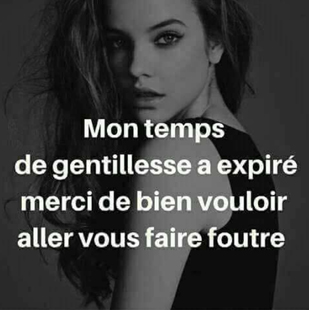 Mon temps
de gentillesse a expiré
merci de bien vouloir
aller vous faire foutre